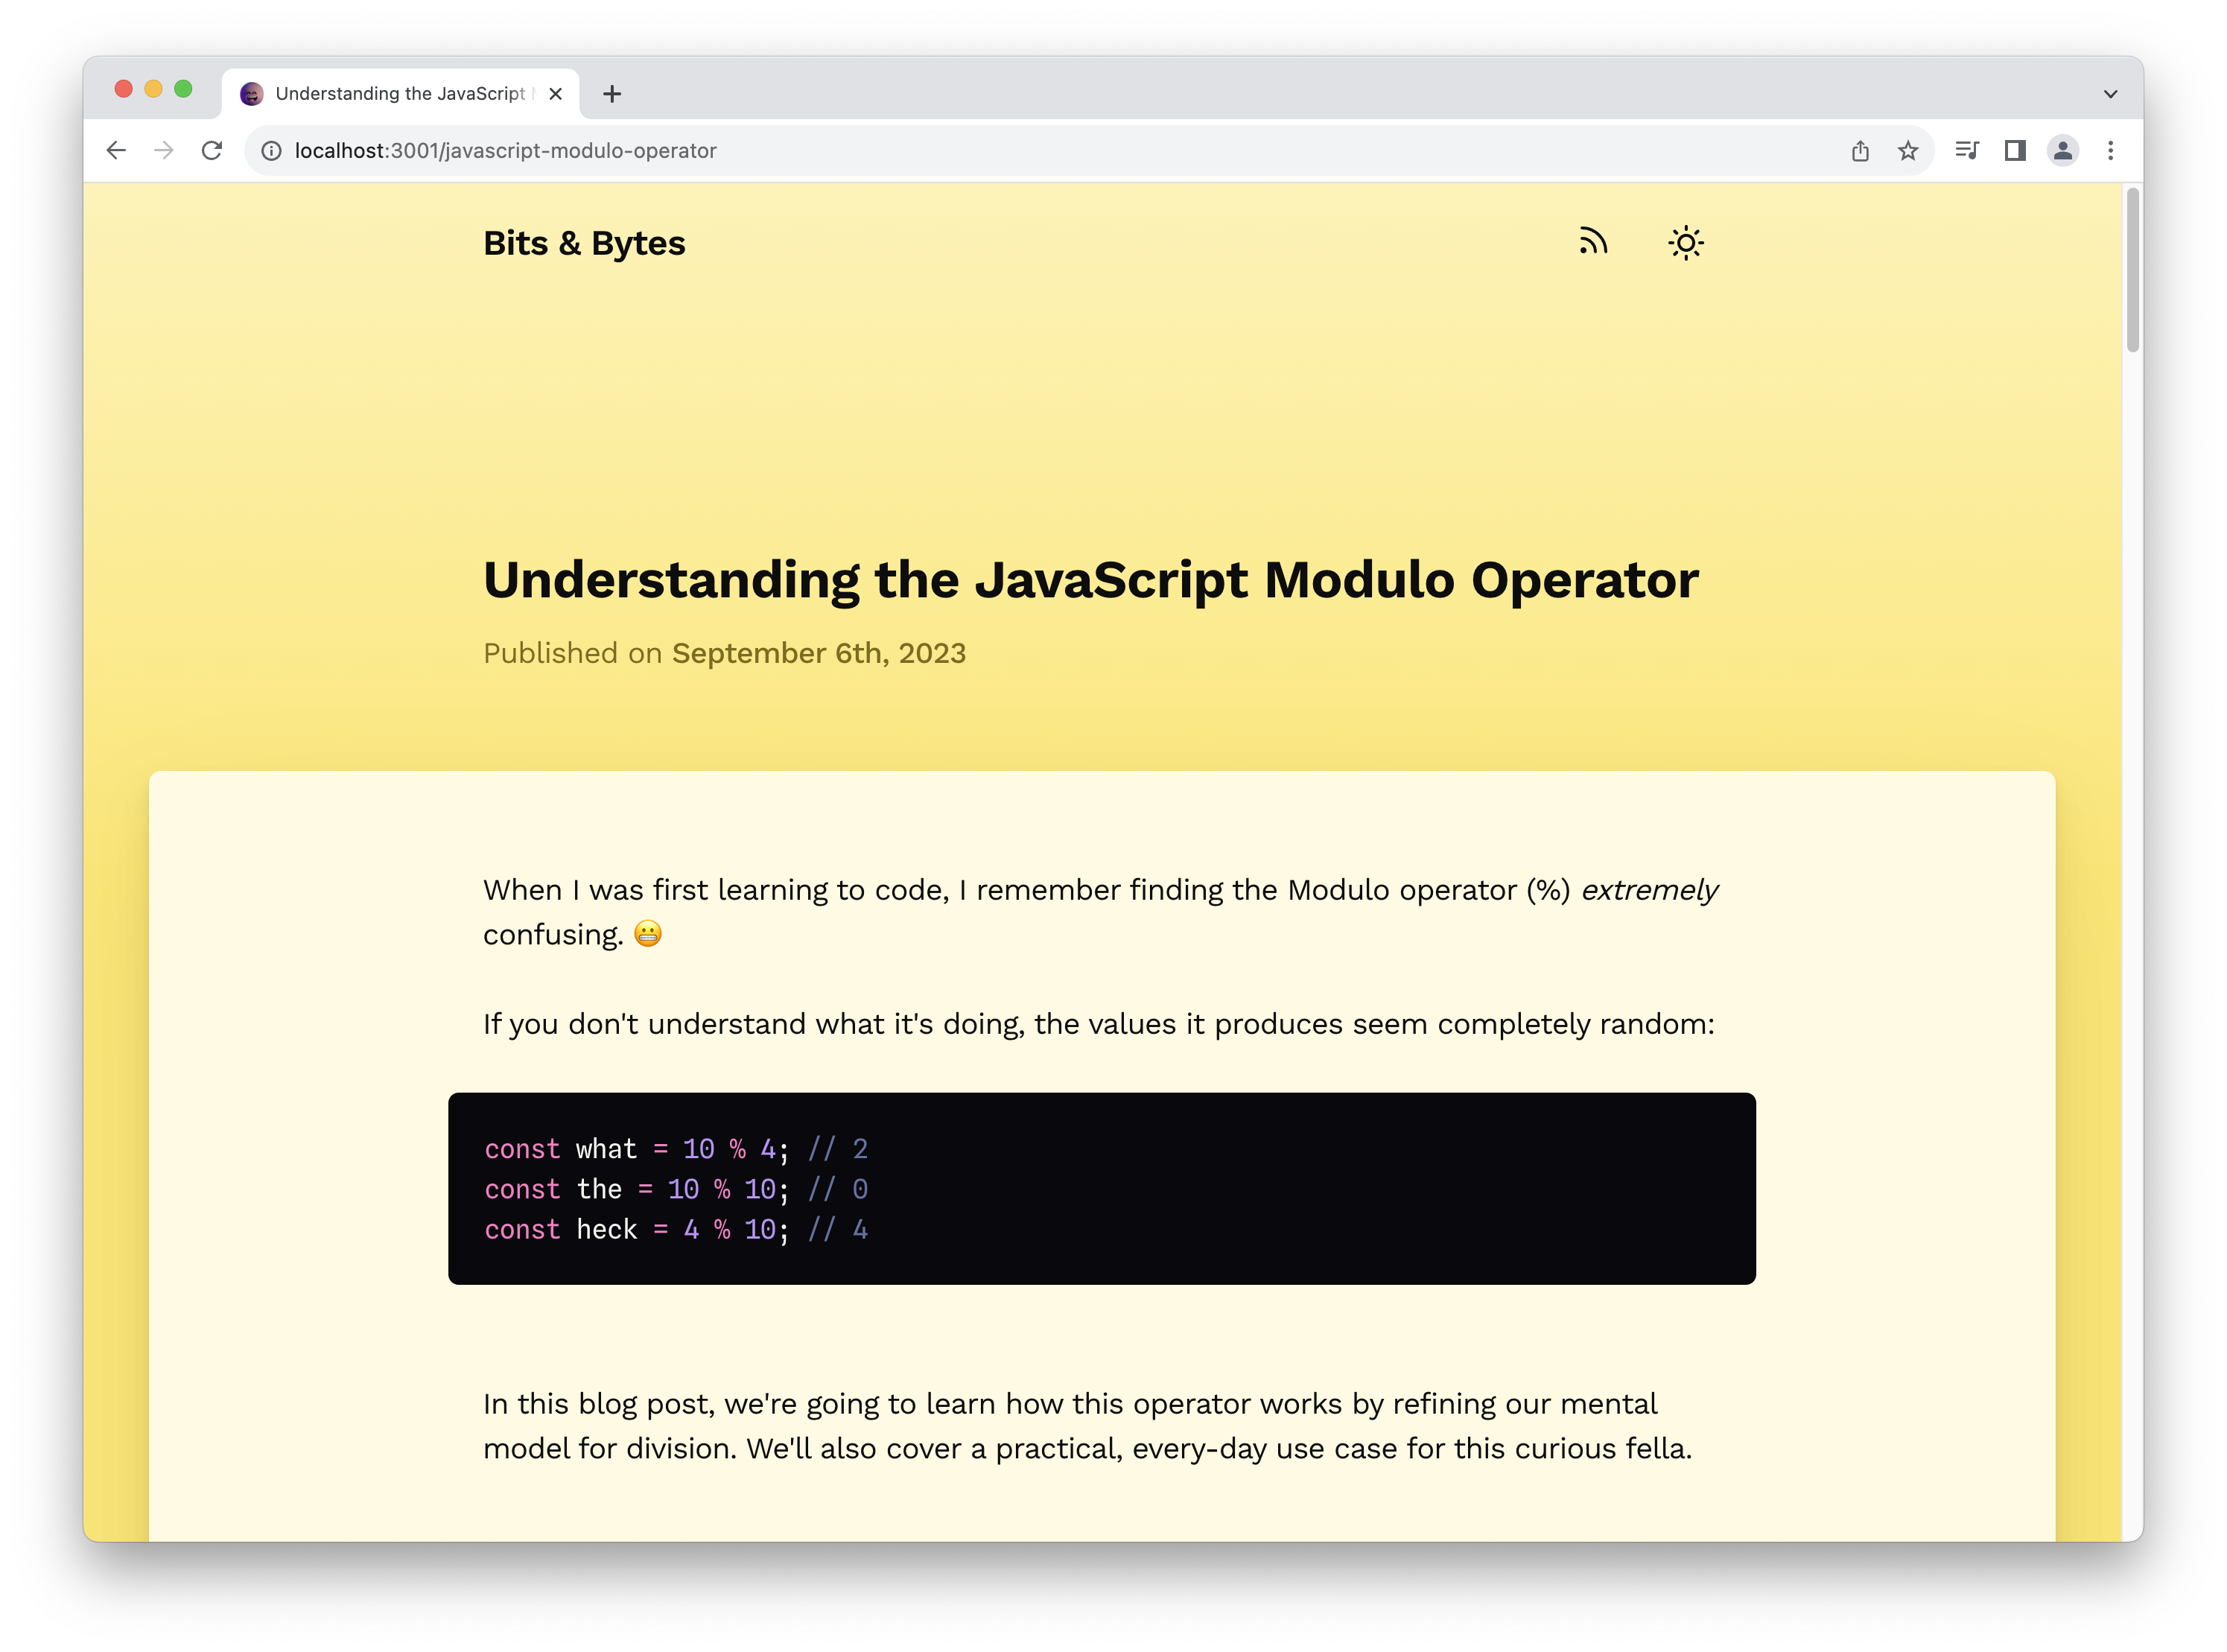 Understanding the JavaScript
localhost:3001/javascript-modulo-operator
Bits & Bytes
Understanding the JavaScript Modulo Operator
Published on September 6th, 2023
When I was first learning to code, I remember finding the Modulo operator (%) extremely
confusing. 😬
If you don't understand what it's doing, the values it produces seem completely random:
const what = 10 % 4; // 2
const the = 10 % 10; // 0
const heck = 4 % 10; // 4
In this blog post, we're going to learn how this operator works by refining our mental
model for division. We'll also cover a practical, every-day use case for this curious fella.